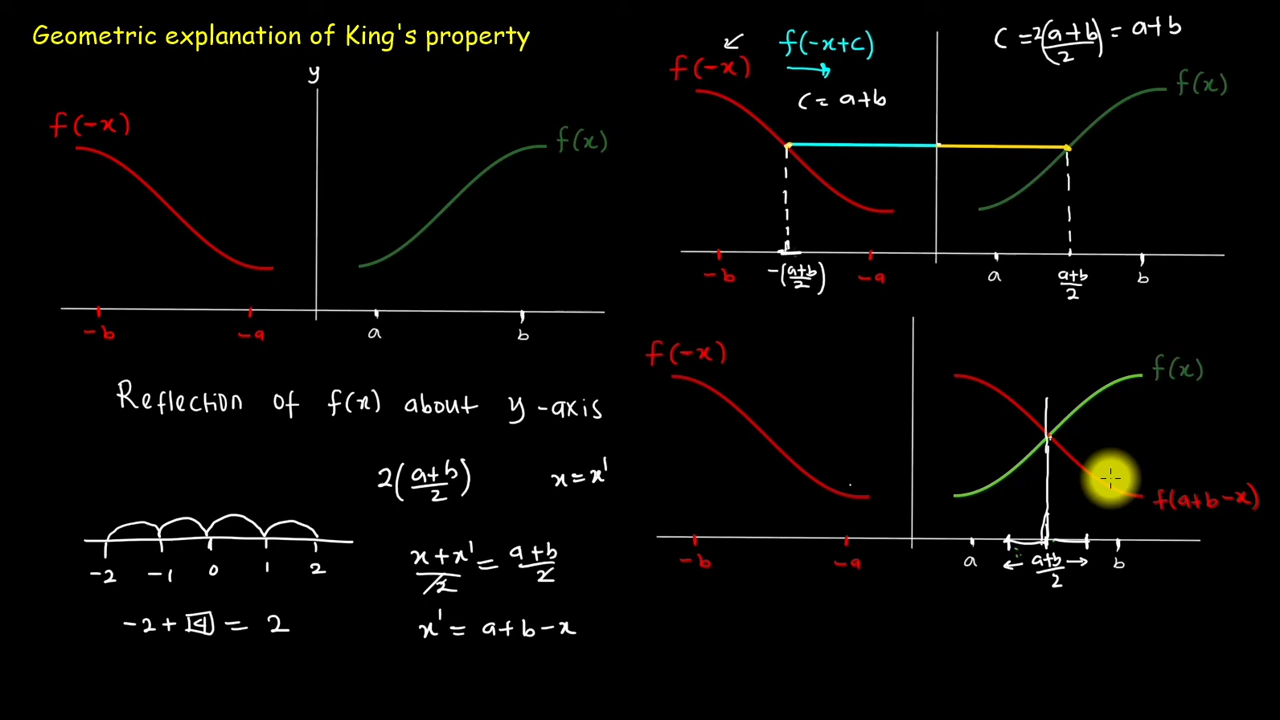 Geometric explanation of King's property
y
f(-x)
f(x)
-b
-a
a
b
Reflection of f(x) about y-axis
2(a+b/2)
x=x'
-2 -1 0 1 2
-2+4 = 2
x+x'/2 = a+b/2
x' = a+b-x
f(-x)
f(-x+c)
c = a+b
c = 2(a+b/2) = a+b
f(x)
-b
-(a+b/2)
-a
a
a+b/2
b
f(-x)
f(x)
f(a+b-x)
-b
-a
a
a+b/2
b